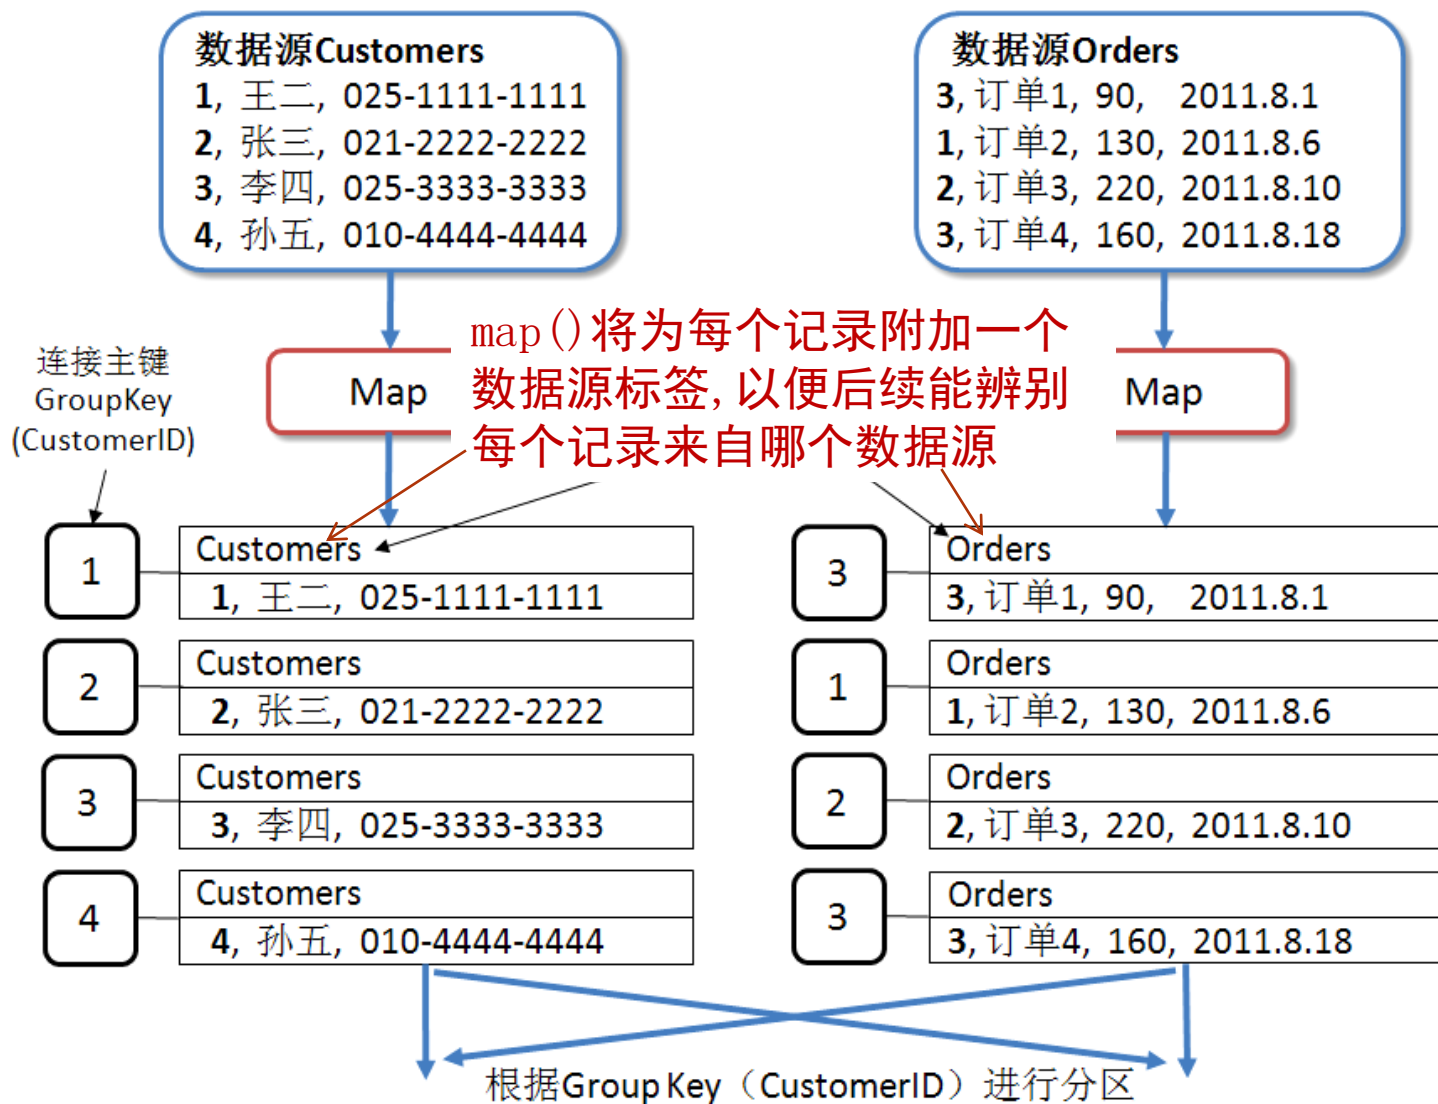 数据源Customers
1, 王二, 025-1111-1111
2, 张三, 021-2222-2222
3, 李四, 025-3333-3333
4, 孙五, 010-4444-4444
数据源Orders
3, 订单1, 90, 2011.8.1
1, 订单2, 130, 2011.8.6
2, 订单3, 220, 2011.8.10
3, 订单4, 160, 2011.8.18
map()将为每个记录附加一个
数据源标签,以便后续能辨别
每个记录来自哪个数据源
连接主键
GroupKey
(CustomerID)
Map
Map
1
Customers
1, 王二, 025-1111-1111
2
Customers
2, 张三, 021-2222-2222
3
Customers
3, 李四, 025-3333-3333
4
Customers
4, 孙五, 010-4444-4444
3
Orders
3, 订单1, 90, 2011.8.1
1
Orders
1, 订单2, 130, 2011.8.6
2
Orders
2, 订单3, 220, 2011.8.10
3
Orders
3, 订单4, 160, 2011.8.18
根据Group Key（CustomerID）进行分区